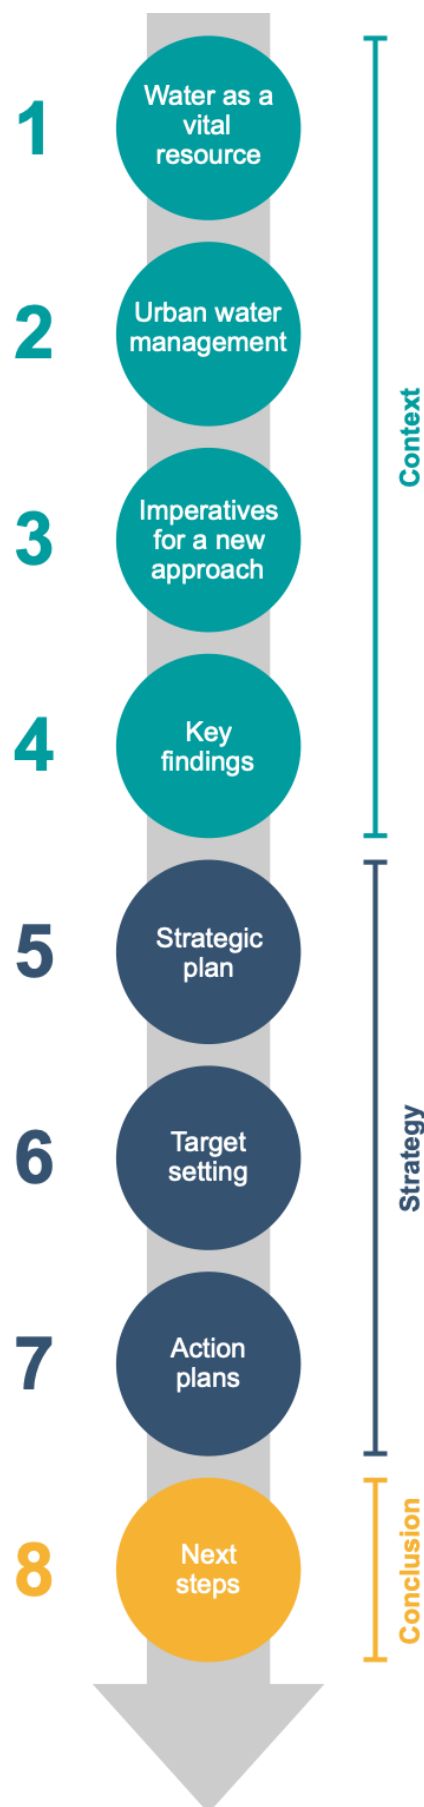 1
Water as a
vital
resource
2
Urban water
management
3
Imperatives
for a new
approach
4
Key
findings
Context
5
Strategic
plan
6
Target
setting
7
Action
plans
Strategy
8
Next
steps
Conclusion